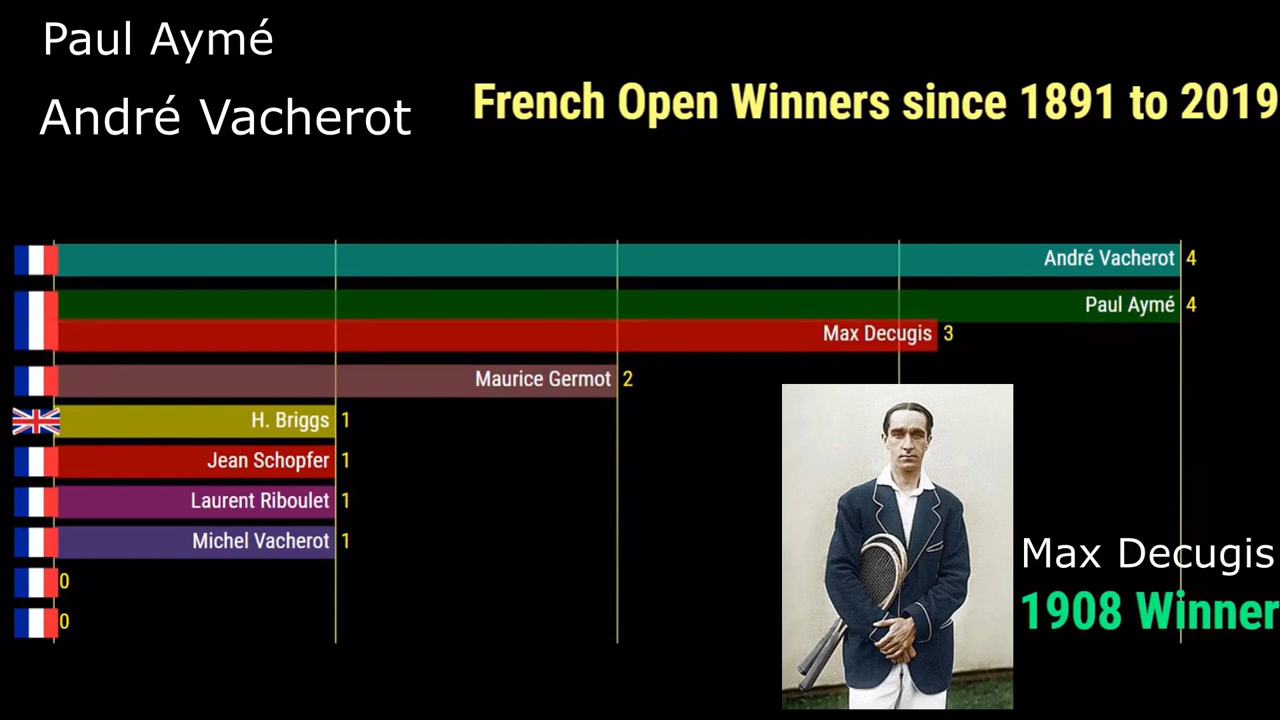 Paul Aymé
André Vacherot
French Open Winners since 1891 to 2019
André Vacherot 4
Paul Aymé 4
Max Decugis 3
Maurice Germot 2
H. Briggs 1
Jean Schopfer 1
Laurent Riboulet 1
Michel Vacherot 1
0
0
Max Decugis
1908 Winner